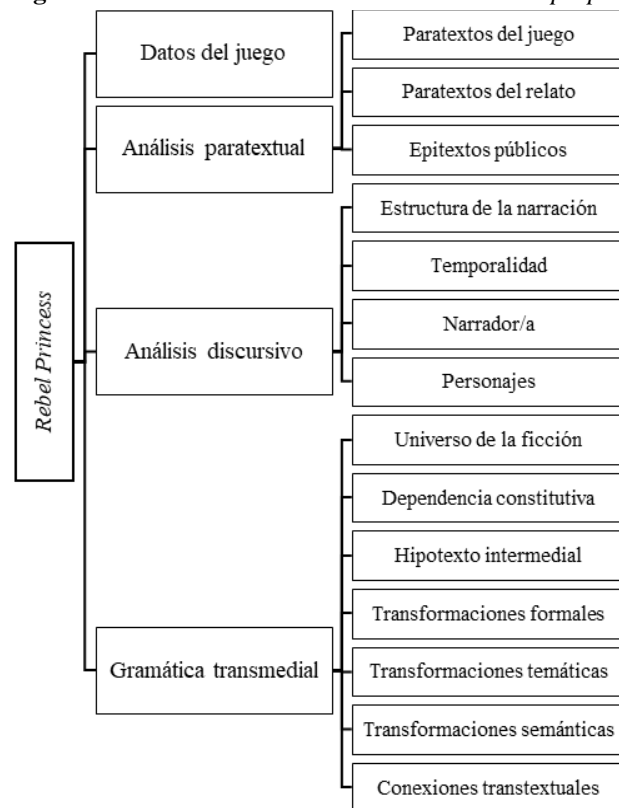 Rebel Princess
Datos del juego
Análisis paratextual
Paratextos del juego
Paratextos del relato
Epitextos públicos
Análisis discursivo
Estructura de la narración
Temporalidad
Narrador/a
Personajes
Gramática transmedial
Universo de la ficción
Dependencia constitutiva
Hipotexto intermedial
Transformaciones formales
Transformaciones temáticas
Transformaciones semánticas
Conexiones transtextuales